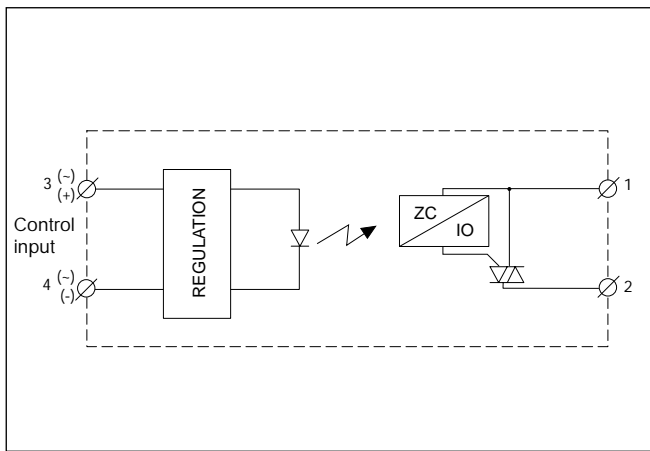 3 (~)
(+)
Control
input
4 (~)
(-)
REGULATION
ZC
IO
1
2